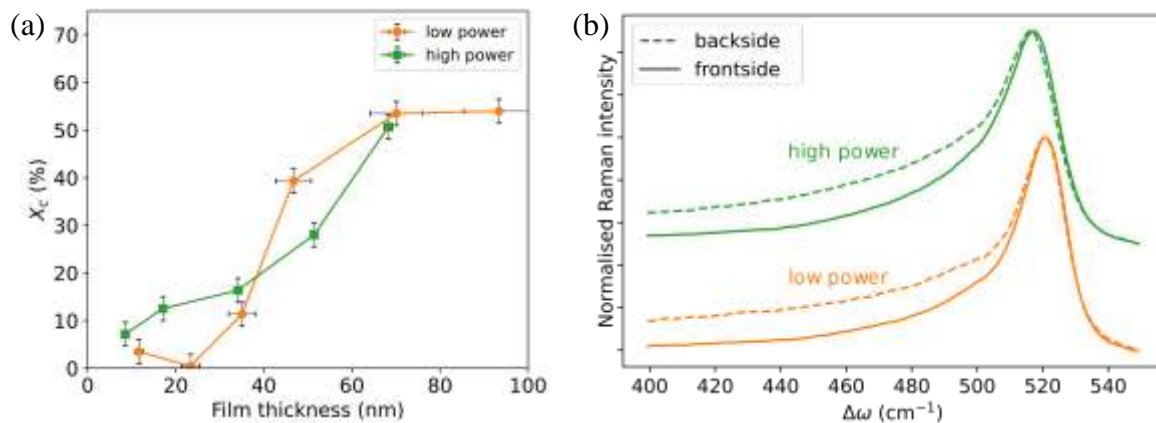 (a)
70
60
50
40
30
20
10
0
X_c (%)
0 20 40 60 80 100
Film thickness (nm)
low power
high power
(b)
backside
frontside
high power
low power
Normalised Raman intensity
400 420 440 460 480 500 520 540
Δω (cm⁻¹)